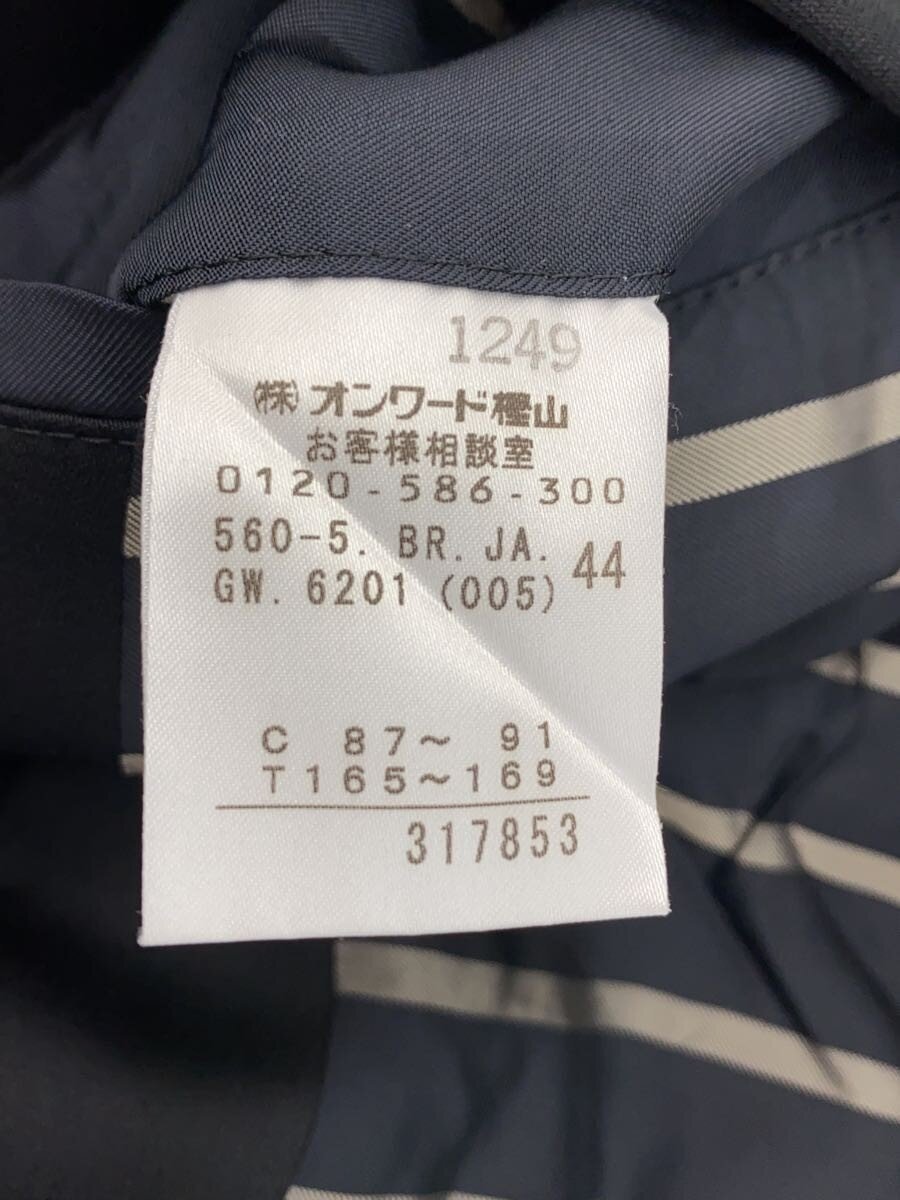 1249
㈱オンワード樫山
お客様相談室
0120-586-300
560-5. BR. JA. 44
GW. 6201 (005)
C 87～ 91
T165～169
317853